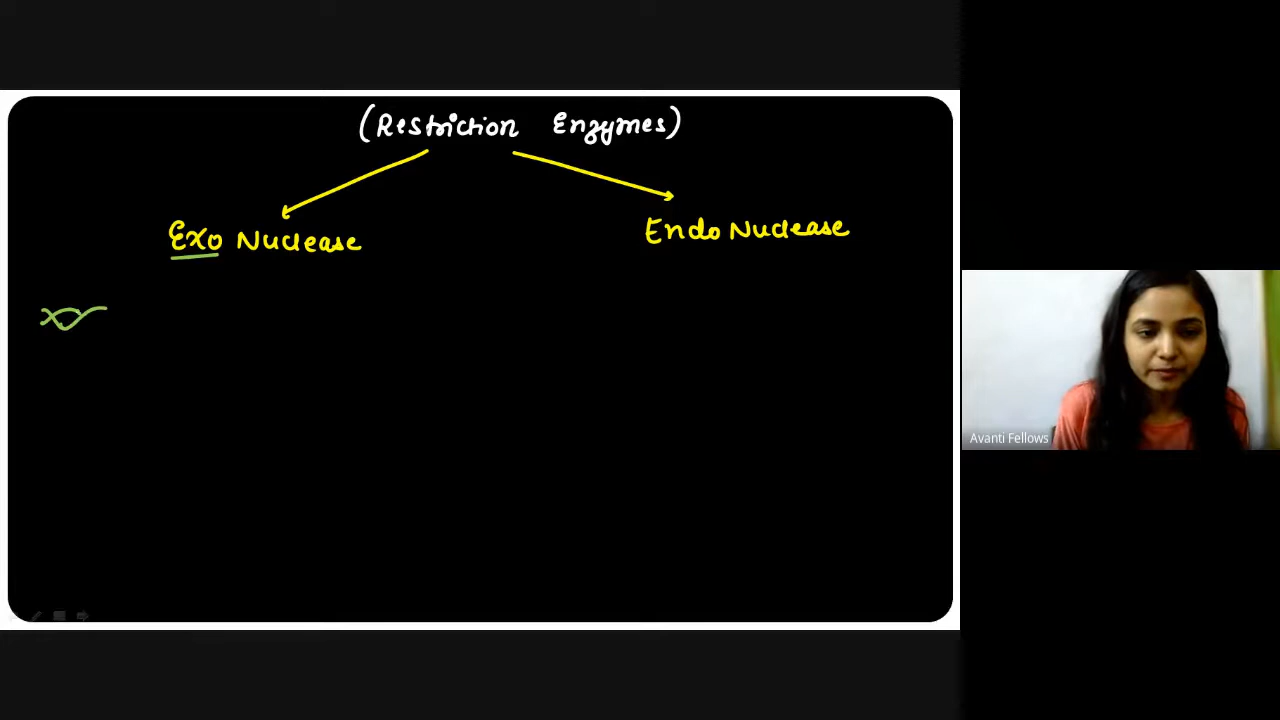 (Restriction Enzymes)
Exo Nuclease
Endo Nuclease
Avanti Fellows